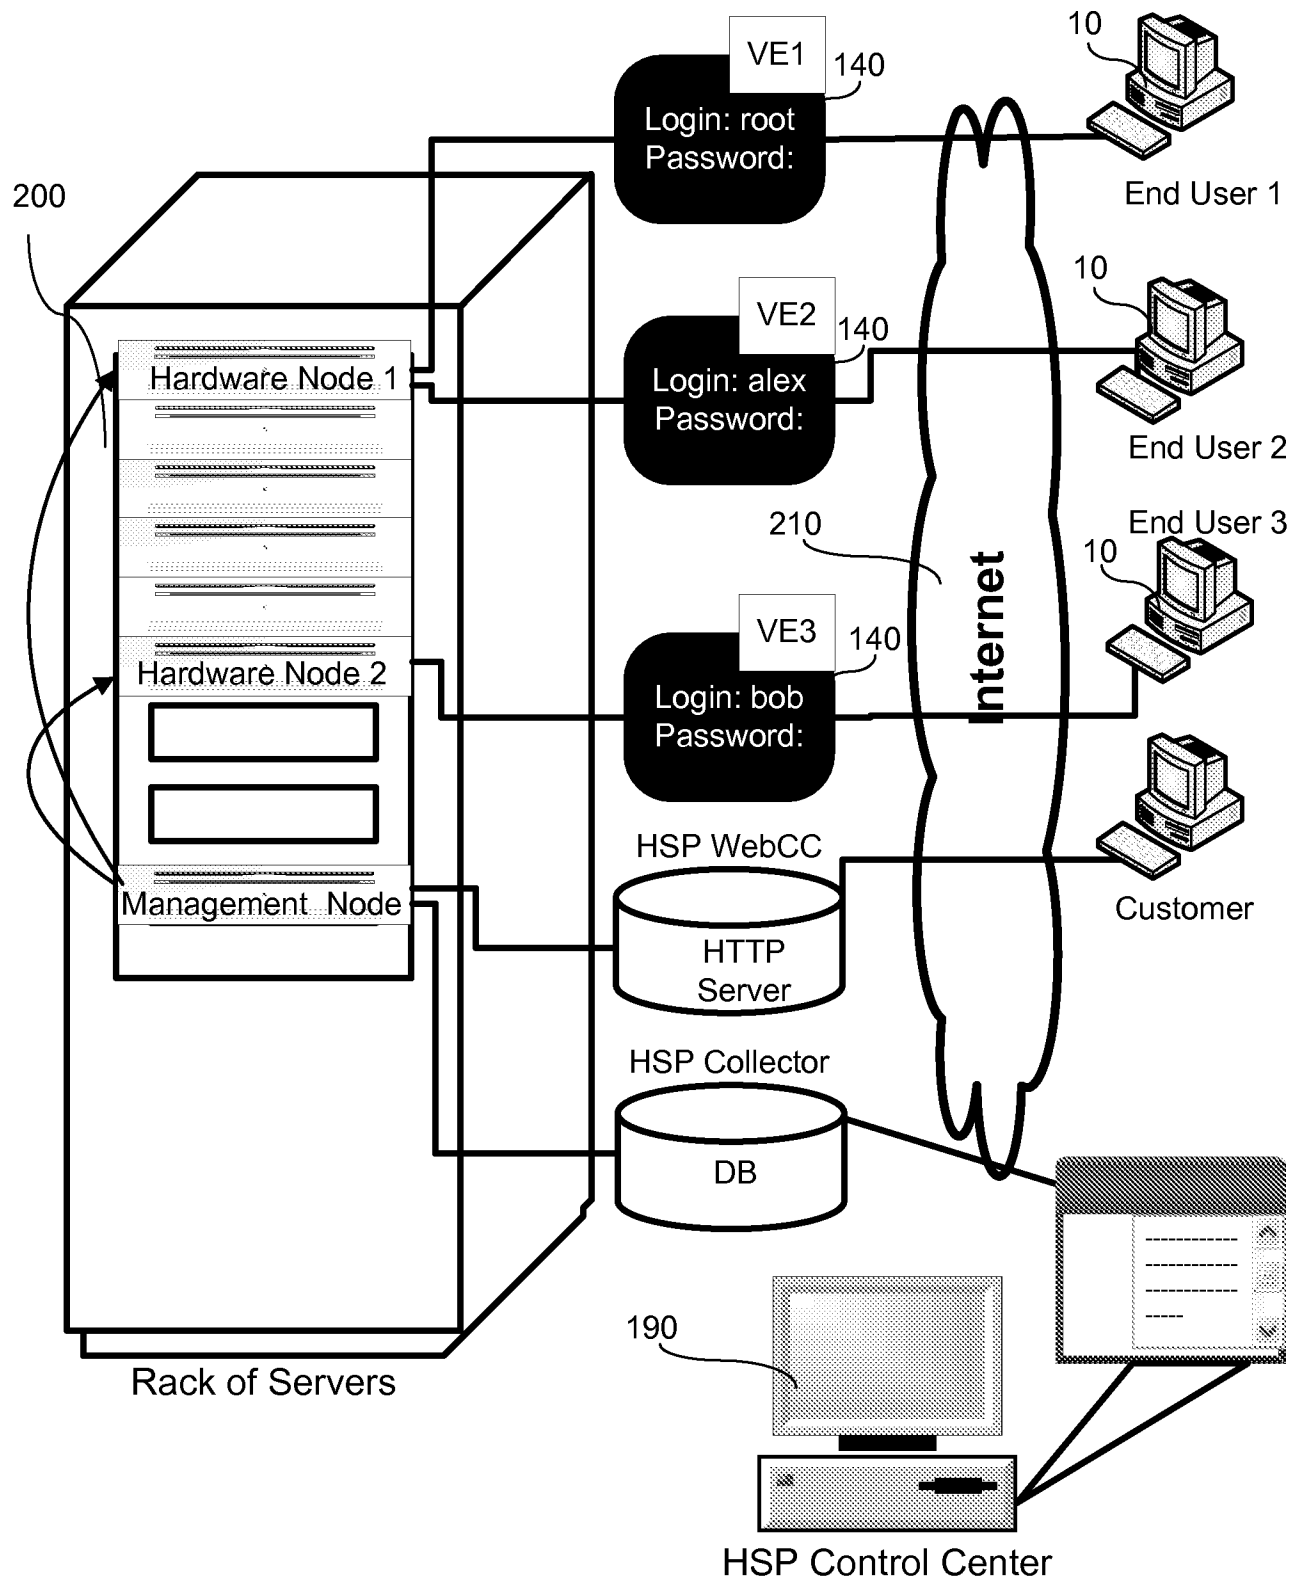 VE1
140
10
Login: root
Password:
End User 1
200
VE2
140
10
Hardware Node 1
Login: alex
Password:
End User 2
210
End User 3
10
Internet
VE3
140
Hardware Node 2
Login: bob
Password:
HSP WebCC
Management Node
HTTP
Server
Customer
HSP Collector
DB
190
Rack of Servers
HSP Control Center